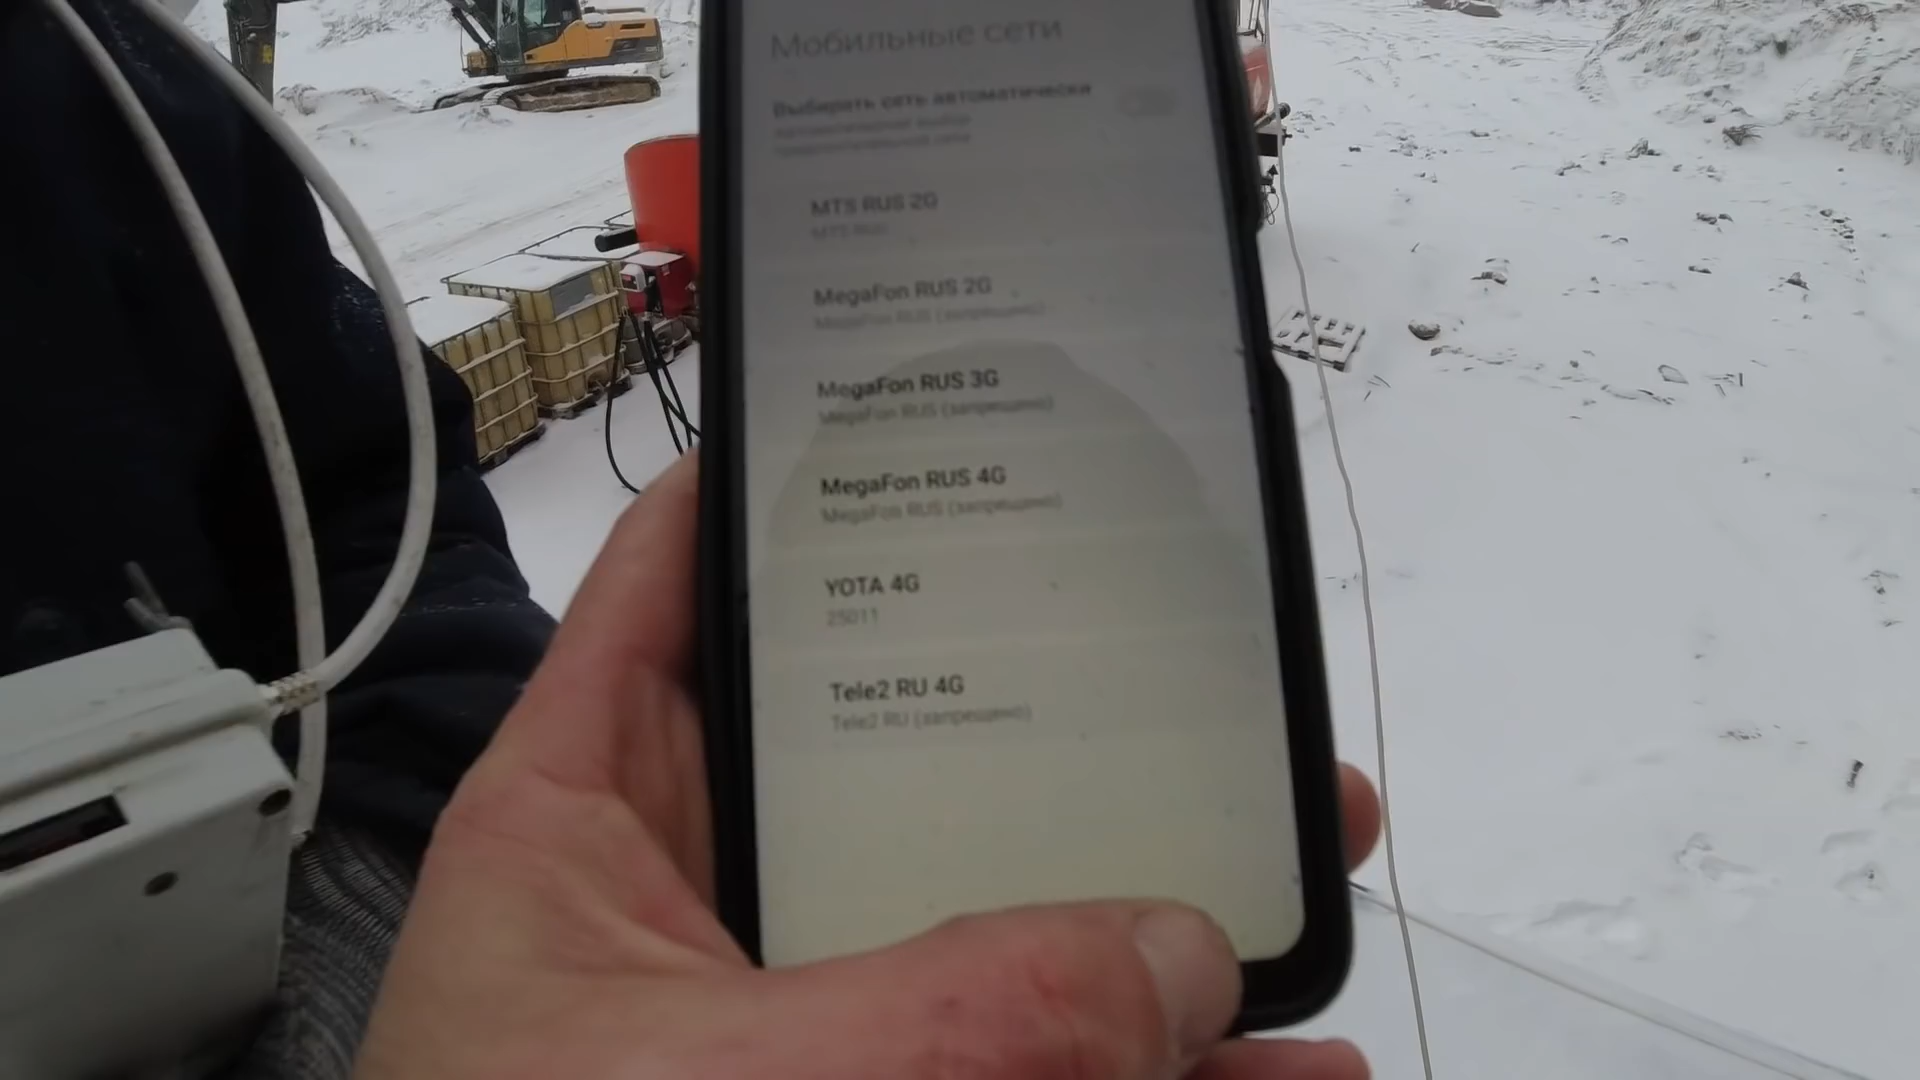 Мобильные сети
Выбирать сеть автоматически
MTS RUS 2G
MTS RUS
MegaFon RUS 2G
MegaFon RUS (запрещено)
MegaFon RUS 3G
MegaFon RUS (запрещено)
MegaFon RUS 4G
MegaFon RUS (запрещено)
YOTA 4G
25011
Tele2 RU 4G
Tele2 RU (запрещено)